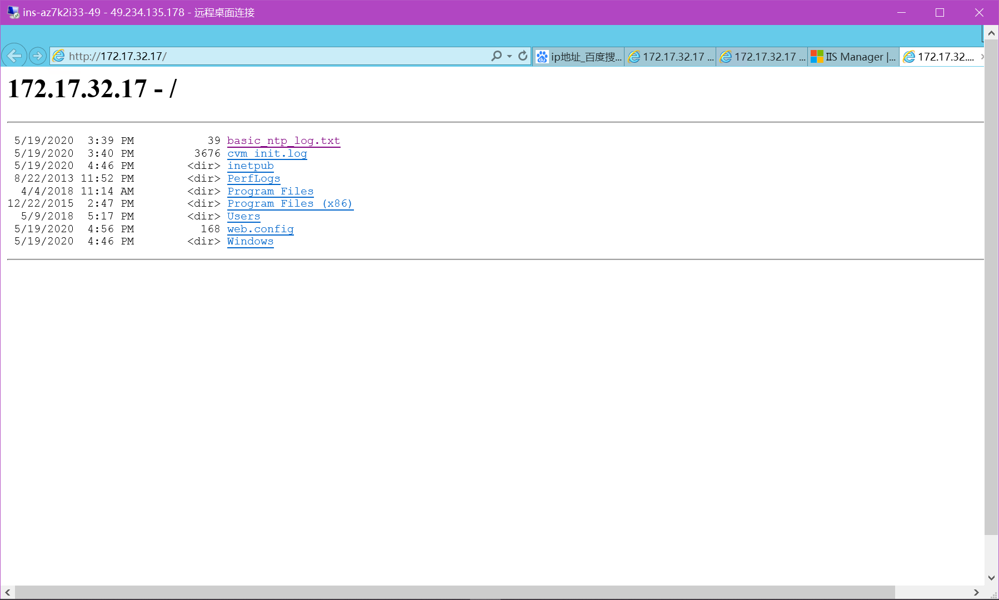 ins-az7k2i33-49 - 49.234.135.178 - 远程桌面连接
http://172.17.32.17/
ip地址_百度搜...
172.17.32.17 ...
172.17.32.17 ...
IIS Manager |...
172.17.32....
172.17.32.17 - /
5/19/2020 3:39 PM 39 basic_ntp_log.txt
5/19/2020 3:40 PM 3676 cvm_init.log
5/19/2020 4:46 PM <dir> inetpub
8/22/2013 11:52 PM <dir> PerfLogs
4/4/2018 11:14 AM <dir> Program Files
12/22/2015 2:47 PM <dir> Program Files (x86)
5/9/2018 5:17 PM <dir> Users
5/19/2020 4:56 PM 168 web.config
5/19/2020 4:46 PM <dir> Windows